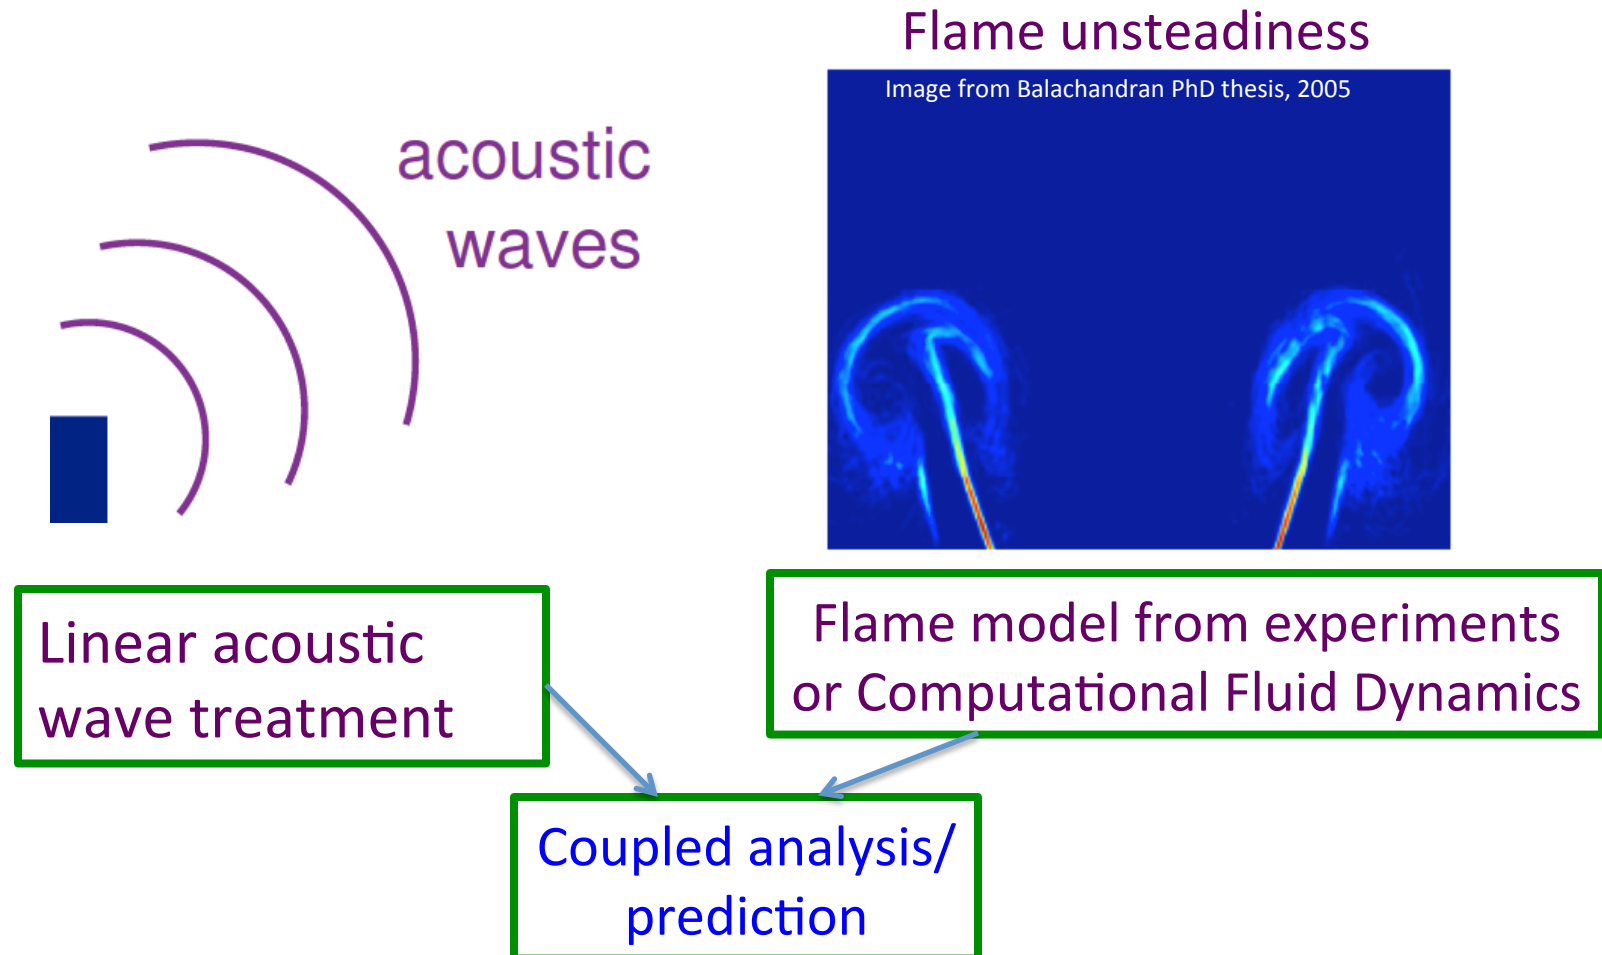 Flame unsteadiness
Image from Balachandran PhD thesis, 2005
acoustic
waves
Linear acoustic
wave treatment
Flame model from experiments
or Computational Fluid Dynamics
Coupled analysis/
prediction